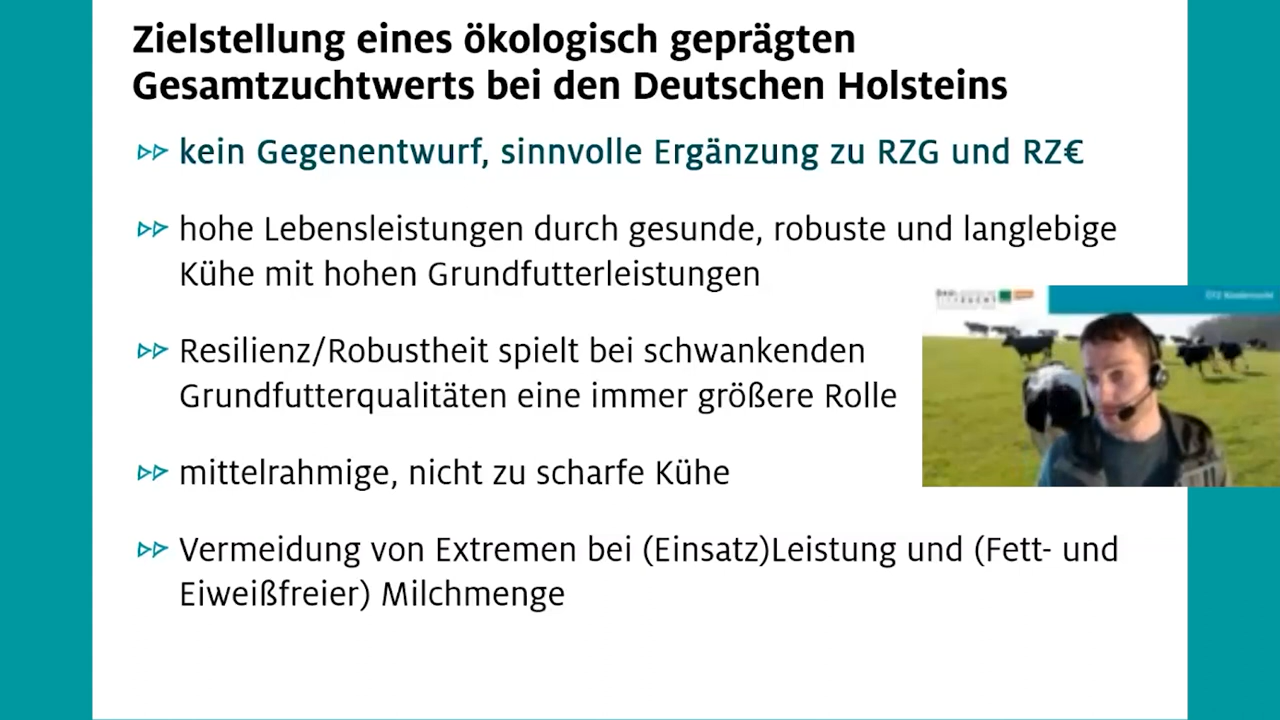 Zielstellung eines ökologisch geprägten
Gesamtzuchtwerts bei den Deutschen Holsteins
kein Gegenentwurf, sinnvolle Ergänzung zu RZG und RZ€
hohe Lebensleistungen durch gesunde, robuste und langlebige
Kühe mit hohen Grundfutterleistungen
Resilienz/Robustheit spielt bei schwankenden
Grundfutterqualitäten eine immer größere Rolle
mittelrahmige, nicht zu scharfe Kühe
Vermeidung von Extremen bei (Einsatz)Leistung und (Fett- und
Eiweißfreier) Milchmenge